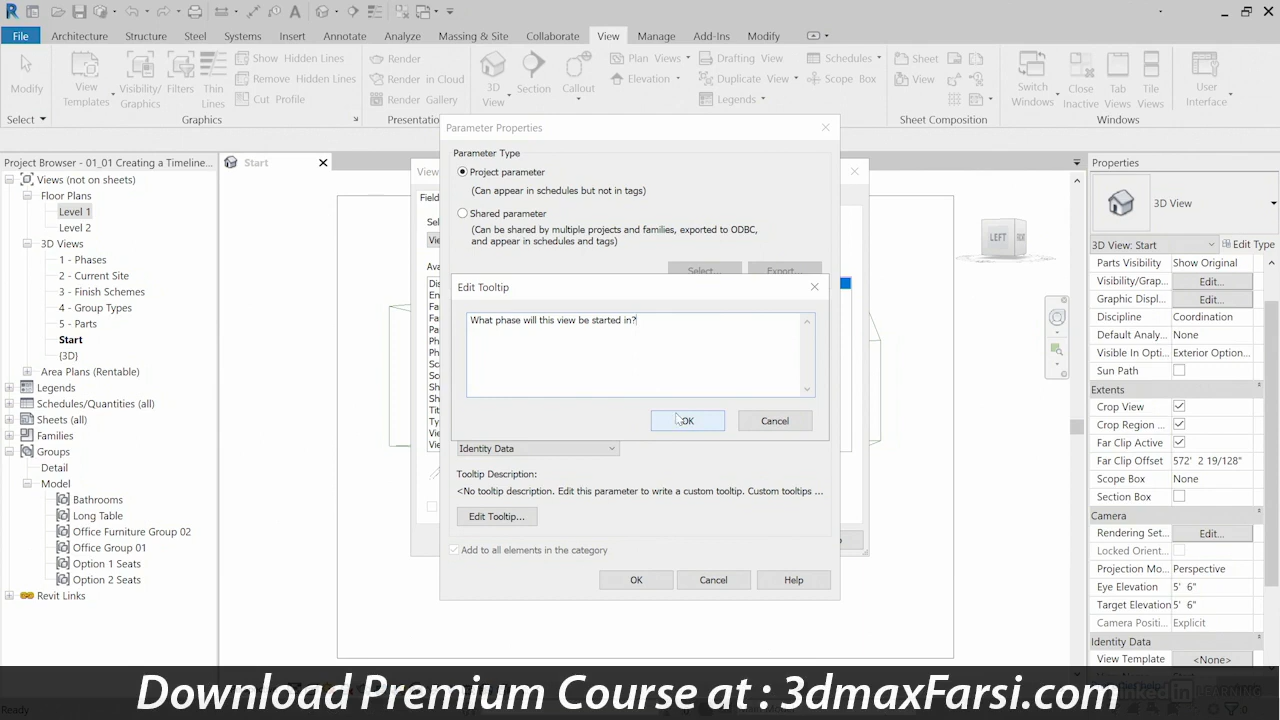 File Architecture Structure Steel Systems Insert Annotate Analyze Massing & Site Collaborate View Manage Add-Ins Modify
Modify
View Templates
Visibility/ Graphics
Filters
Thin Lines
Show Hidden Lines
Remove Hidden Lines
Cut Profile
Render
Render in Cloud
Render Gallery
3D View
Section
Callout
Plan Views
Elevation
Drafting View
Duplicate View
Legends
Schedules
Scope Box
Sheet
View
Switch Windows
Close Inactive
Tab Views
Tile Views
User Interface
Select
Graphics
Presentatio
Sheet Composition
Windows
Project Browser - 01_01 Creating a Timeline...
Views (not on sheets)
Floor Plans
Level 1
Level 2
3D Views
1 - Phases
2 - Current Site
3 - Finish Schemes
4 - Group Types
5 - Parts
Start
{3D}
Area Plans (Rentable)
Legends
Schedules/Quantities (all)
Sheets (all)
Families
Groups
Detail
Model
Bathrooms
Long Table
Office Furniture Group 02
Office Group 01
Option 1 Seats
Option 2 Seats
Revit Links
Start
LEFT
Parameter Properties
Parameter Type
Project parameter
(Can appear in schedules but not in tags)
Shared parameter
(Can be shared by multiple projects and families, exported to ODBC,
and appear in schedules and tags)
Select... Export...
Edit Tooltip
What phase will this view be started in?
OK Cancel
Identity Data
Tooltip Description:
<No tooltip description. Edit this parameter to write a custom tooltip. Custom tooltips ...
Edit Tooltip...
Add to all elements in the category
OK Cancel Help
Properties
3D View
3D View: Start Edit Type
Parts Visibility Show Original
Visibility/Grap... Edit...
Graphic Displ... Edit...
Discipline Coordination
Default Analy... None
Visible In Opti... Exterior Option...
Sun Path
Extents
Crop View
Crop Region ...
Far Clip Active
Far Clip Offset 572' 2 19/128"
Scope Box None
Section Box
Camera
Rendering Set... Edit...
Locked Orient...
Projection Mo... Perspective
Eye Elevation 5' 6"
Target Elevation 5' 6"
Camera Positi... Explicit
Identity Data
View Template <None>
Ready
Download Premium Course at : 3dmaxFarsi.com